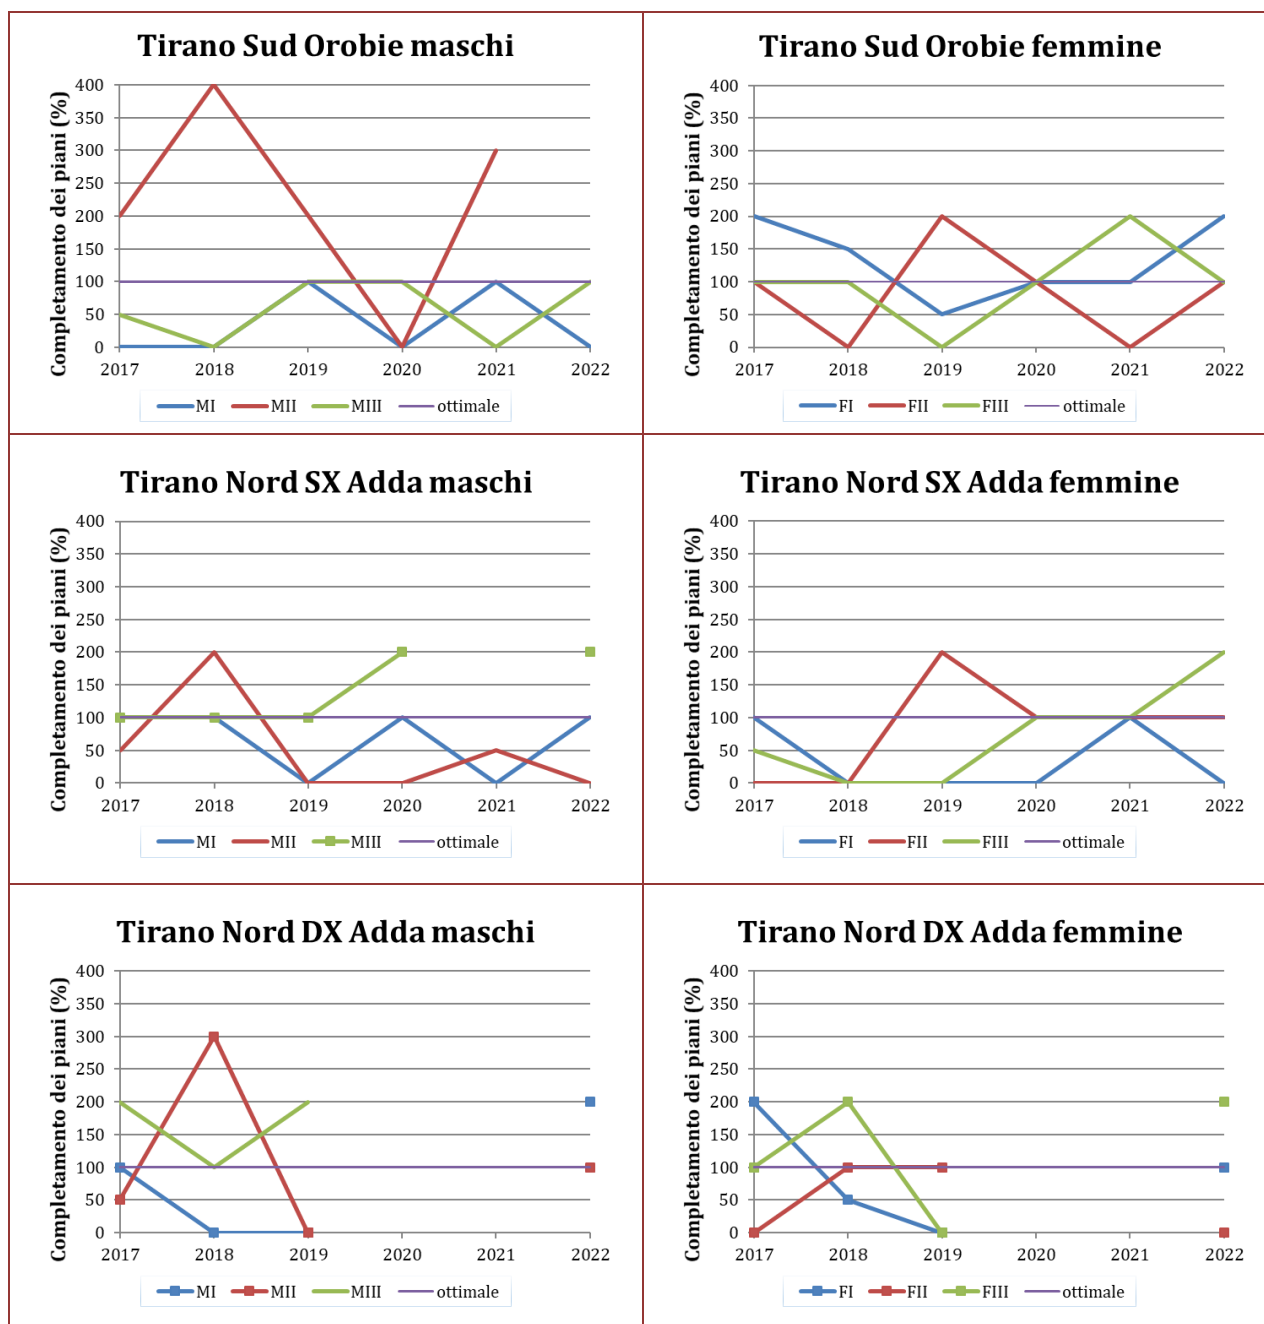 Tirano Sud Orobie maschi
Completamento dei piani (%)
400
350
300
250
200
150
100
50
0
2017 2018 2019 2020 2021 2022
MI MII MIII ottimale
Tirano Sud Orobie femmine
Completamento dei piani (%)
400
350
300
250
200
150
100
50
0
2017 2018 2019 2020 2021 2022
FI FII FIII ottimale
Tirano Nord SX Adda maschi
Completamento dei piani (%)
400
350
300
250
200
150
100
50
0
2017 2018 2019 2020 2021 2022
MI MII MIII ottimale
Tirano Nord SX Adda femmine
Completamento dei piani (%)
400
350
300
250
200
150
100
50
0
2017 2018 2019 2020 2021 2022
FI FII FIII ottimale
Tirano Nord DX Adda maschi
Completamento dei piani (%)
400
350
300
250
200
150
100
50
0
2017 2018 2019 2020 2021 2022
MI MII MIII ottimale
Tirano Nord DX Adda femmine
Completamento dei piani (%)
400
350
300
250
200
150
100
50
0
2017 2018 2019 2020 2021 2022
FI FII FIII ottimale